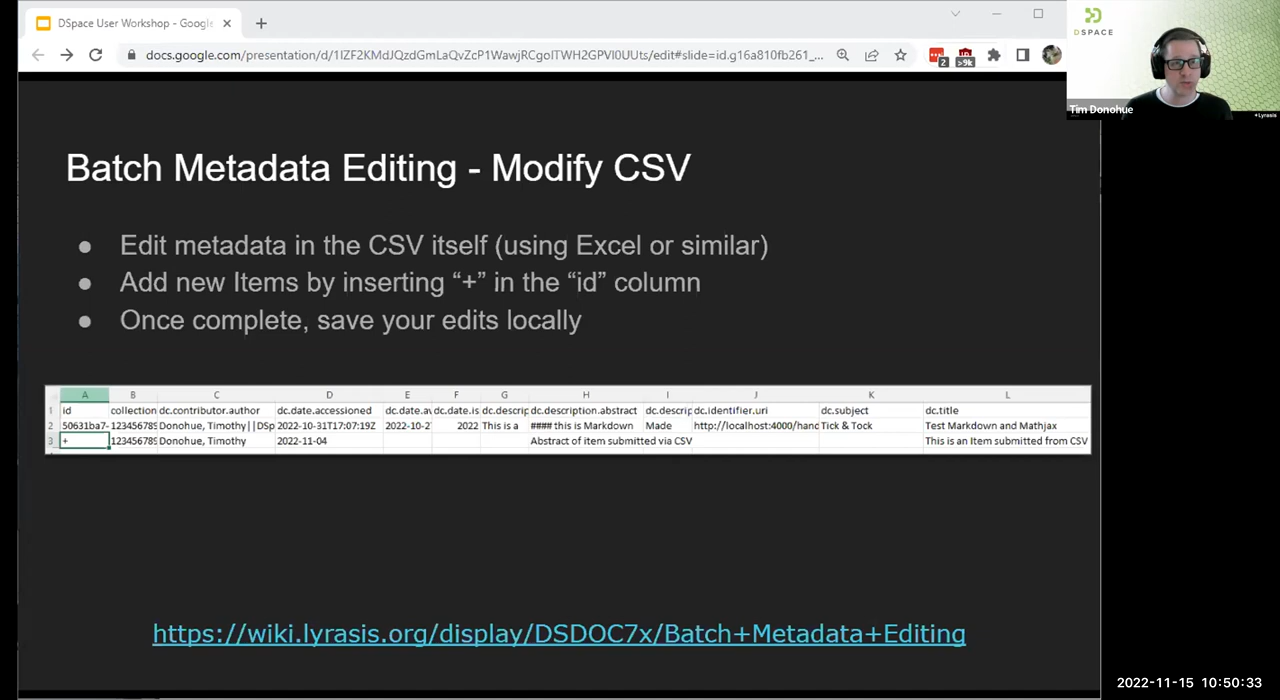 DSpace User Workshop - Google
docs.google.com/presentation/d/
2
>9k
DSPACE
Tim Donohue
Lyrasis
Batch Metadata Editing - Modify CSV
● Edit metadata in the CSV itself (using Excel or similar)
● Add new Items by inserting “+” in the “id” column
● Once complete, save your edits locally
A B C D E F G H I J K L
1 id collection dc.contributor.author dc.date.accessioned dc.date.av dc.date.is dc.descrip dc.description.abstract dc.descrip dc.identifier.uri dc.subject dc.title
2 50631ba7- 123456789 Donohue, Timothy||DSp 2022-10-31T17:07:19Z 2022-10-2 2022 This is a #### this is Markdown Made http://localhost:4000/hand Tick & Tock Test Markdown and Mathjax
3 + 123456789 Donohue, Timothy 2022-11-04 Abstract of item submitted via CSV This is an Item submitted from CSV
https://wiki.lyrasis.org/display/DSDOC7x/Batch+Metadata+Editing
2022-11-15 10:50:33